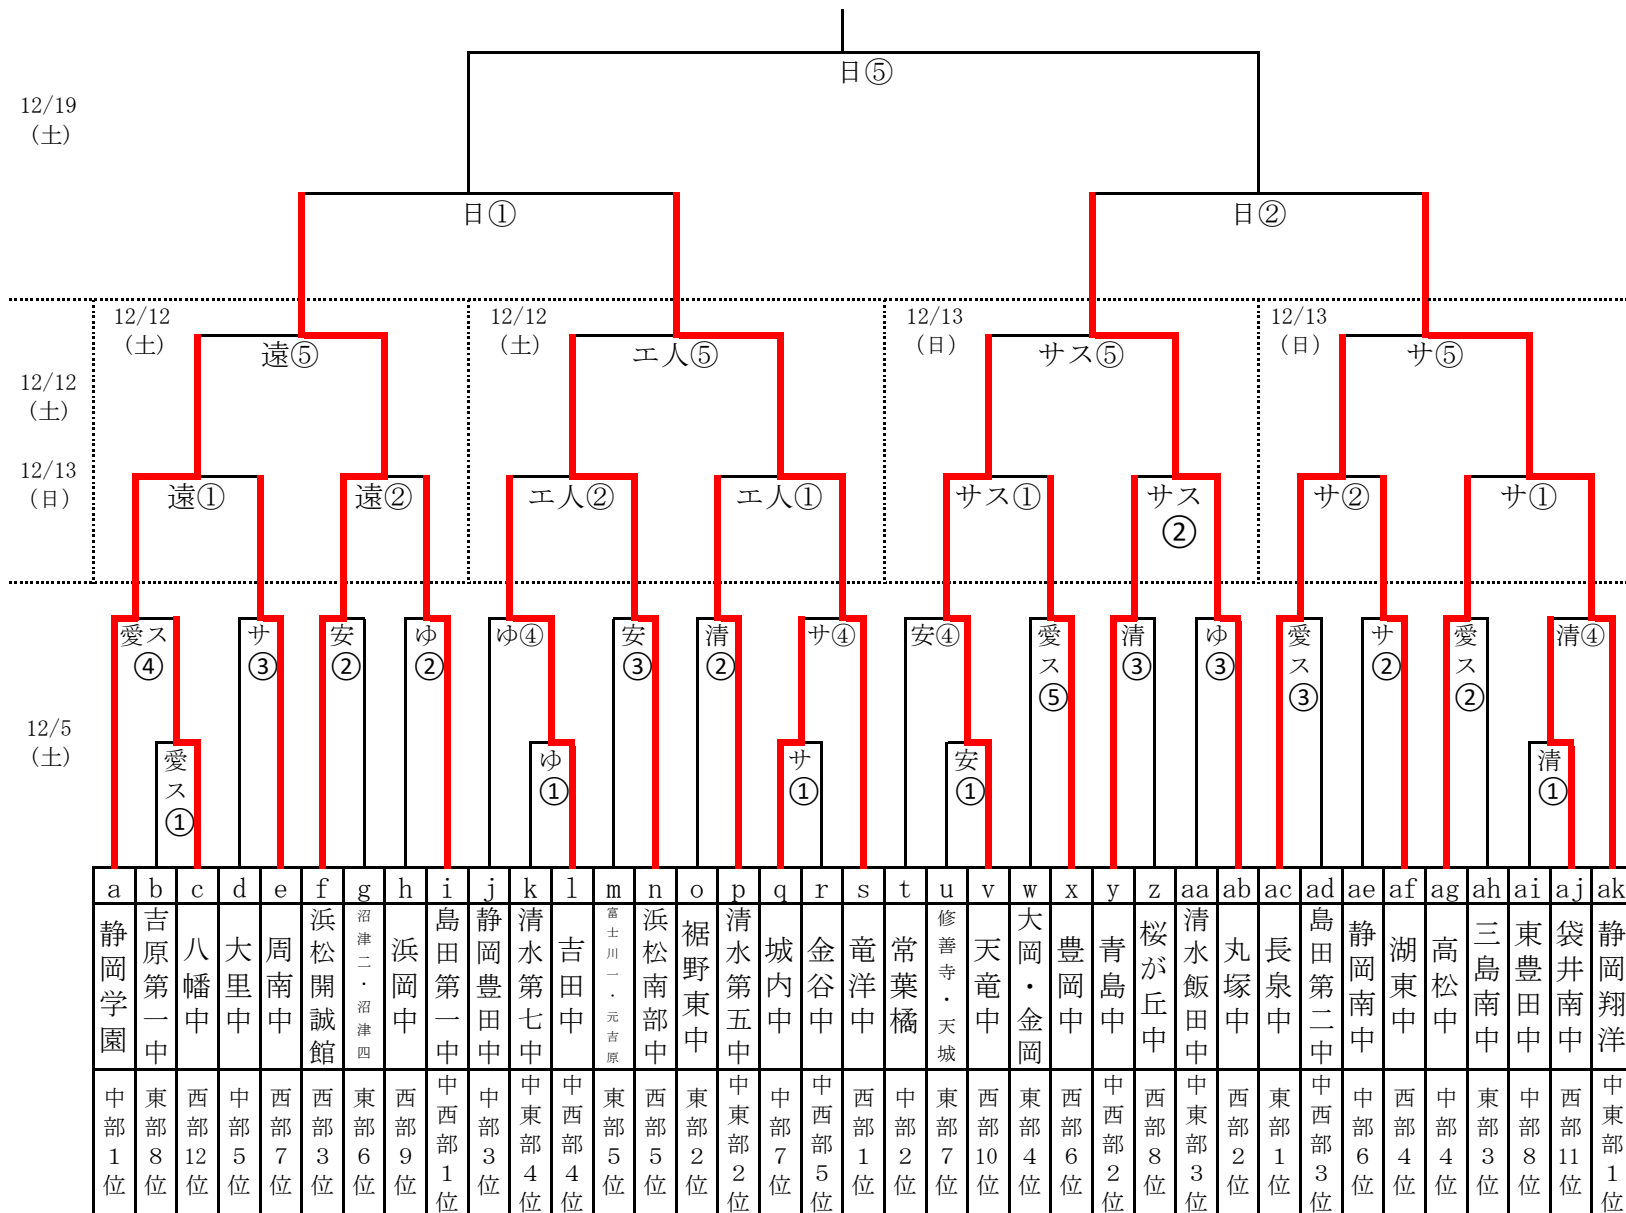 日⑤
12/19
（土）
日①
日②
12/12
（土）
12/12
（土）
12/13
（日）
12/13
（日）
遠⑤
エ人⑤
サス⑤
サ⑤
12/12
（土）
12/13
（日）
遠①
遠②
エ人②
エ人①
サス①
サス
②
サ②
サ①
愛ス
④
サ
③
安
②
ゆ
②
ゆ④
安
③
清
②
サ④
安④
愛
ス
⑤
清
③
ゆ
③
愛
ス
③
サ
②
愛
ス
②
清④
12/5
（土）
愛
ス
①
ゆ
①
サ
①
安
①
清
①
a b c d e f g h i j k l m n o p q r s t u v w x y z aa ab ac ad ae af ag ah ai aj ak
静岡学園
吉原第一中
八幡中
大里中
周南中
浜松開誠館
沼津二・沼津四
浜岡中
島田第一中
静岡豊田中
清水第七中
吉田中
富士川一・元吉原
浜松南部中
裾野東中
清水第五中
城内中
金谷中
竜洋中
常葉橘
修善寺・天城
天竜中
大岡・金岡
豊岡中
青島中
桜が丘中
清水飯田中
丸塚中
長泉中
島田第二中
静岡南中
湖東中
高松中
三島南中
東豊田中
袋井南中
静岡翔洋
中部1位
東部8位
西部12位
中部5位
西部7位
西部3位
東部6位
西部9位
中西部1位
中部3位
中東部4位
中西部4位
東部5位
西部5位
東部2位
中東部2位
中部7位
中西部5位
西部1位
中部2位
東部7位
西部10位
東部4位
西部6位
中西部2位
西部8位
中東部3位
西部2位
東部1位
中西部3位
中部6位
西部4位
中部4位
東部3位
中部8位
西部11位
中東部1位